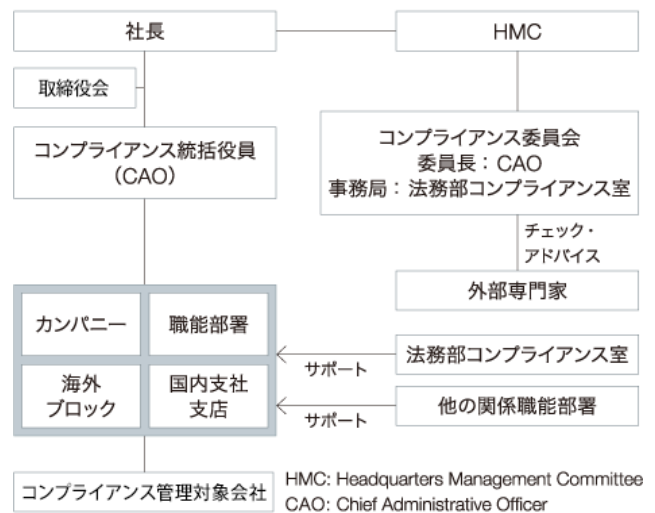 社長
HMC
取締役会
コンプライアンス統括役員
（CAO）
コンプライアンス委員会
委員長：CAO
事務局：法務部コンプライアンス室
チェック・
アドバイス
外部専門家
カンパニー
職能部署
海外
ブロック
国内支社
支店
サポート
法務部コンプライアンス室
サポート
他の関係職能部署
コンプライアンス管理対象会社
HMC: Headquarters Management Committee
CAO: Chief Administrative Officer